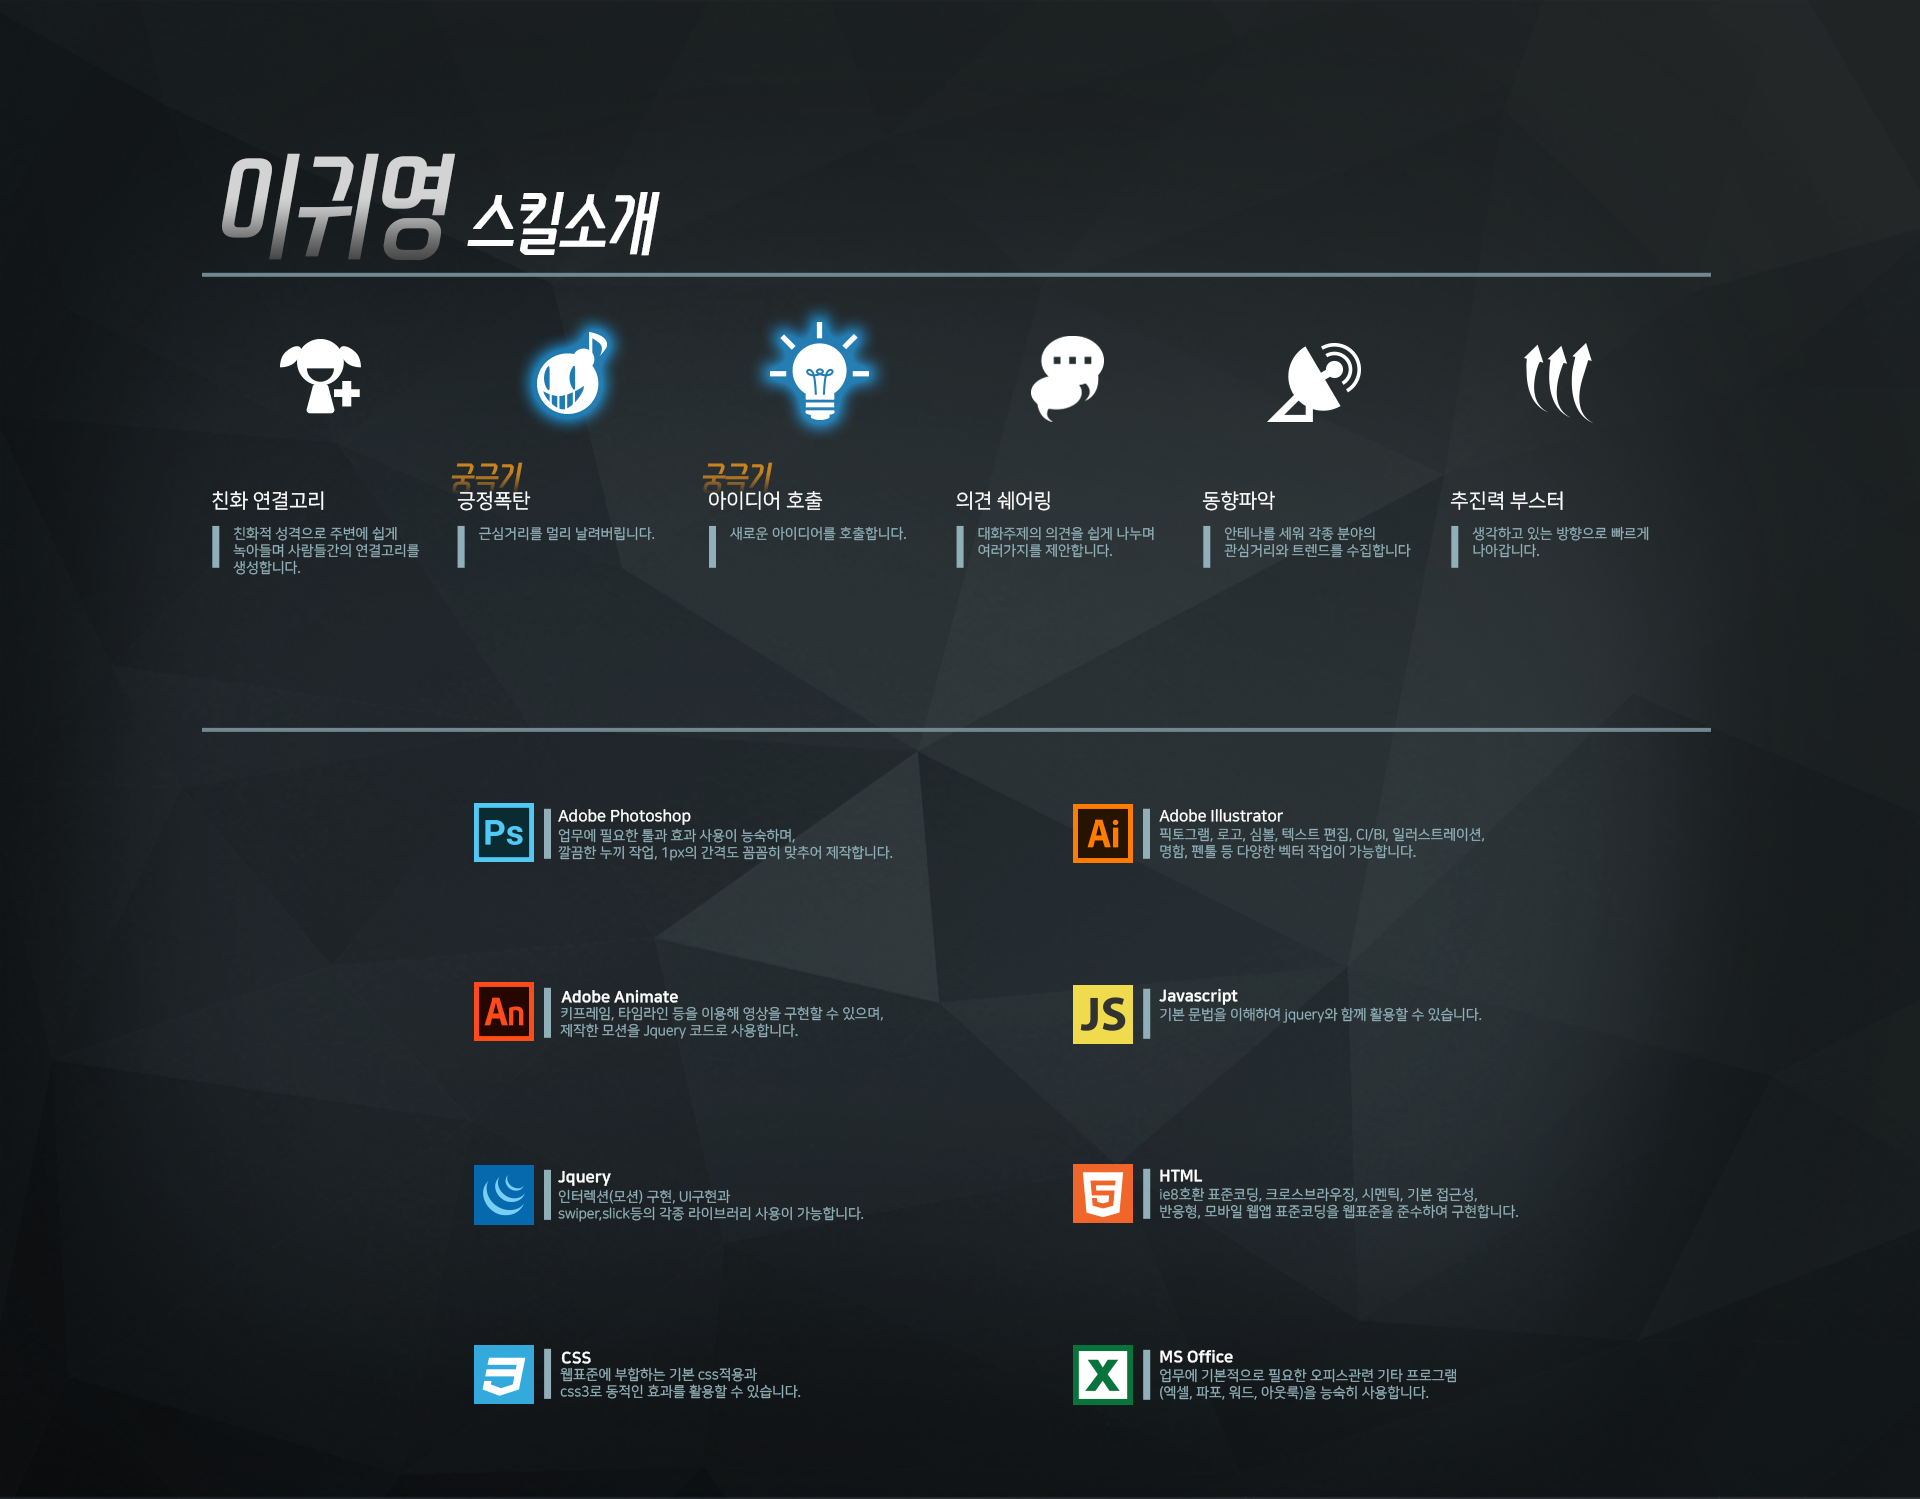 이귀영 스킬소개
궁극기
궁극기
친화 연결고리
친화적 성격으로 주변에 쉽게
녹아들며 사람들간의 연결고리를
생성합니다.
긍정폭탄
근심거리를 멀리 날려버립니다.
아이디어 호출
새로운 아이디어를 호출합니다.
의견 쉐어링
대화주제의 의견을 쉽게 나누며
여러가지를 제안합니다.
동향파악
안테나를 세워 각종 분야의
관심거리와 트렌드를 수집합니다
추진력 부스터
생각하고 있는 방향으로 빠르게
나아갑니다.
Ps
Adobe Photoshop
업무에 필요한 툴과 효과 사용이 능숙하며,
깔끔한 누끼 작업, 1px의 간격도 꼼꼼히 맞추어 제작합니다.
Ai
Adobe Illustrator
픽토그램, 로고, 심볼, 텍스트 편집, CI/BI, 일러스트레이션,
명함, 펜툴 등 다양한 벡터 작업이 가능합니다.
An
Adobe Animate
키프레임, 타임라인 등을 이용해 영상을 구현할 수 있으며,
제작한 모션을 Jquery 코드로 사용합니다.
JS
Javascript
기본 문법을 이해하여 jquery와 함께 활용할 수 있습니다.
Jquery
인터렉션(모션) 구현, UI구현과
swiper,slick등의 각종 라이브러리 사용이 가능합니다.
HTML
ie8호환 표준코딩, 크로스브라우징, 시멘틱, 기본 접근성,
반응형, 모바일 웹앱 표준코딩을 웹표준을 준수하여 구현합니다.
CSS
웹표준에 부합하는 기본 css적용과
css3로 동적인 효과를 활용할 수 있습니다.
X
MS Office
업무에 기본적으로 필요한 오피스관련 기타 프로그램
(엑셀, 파포, 워드, 아웃룩)을 능숙히 사용합니다.